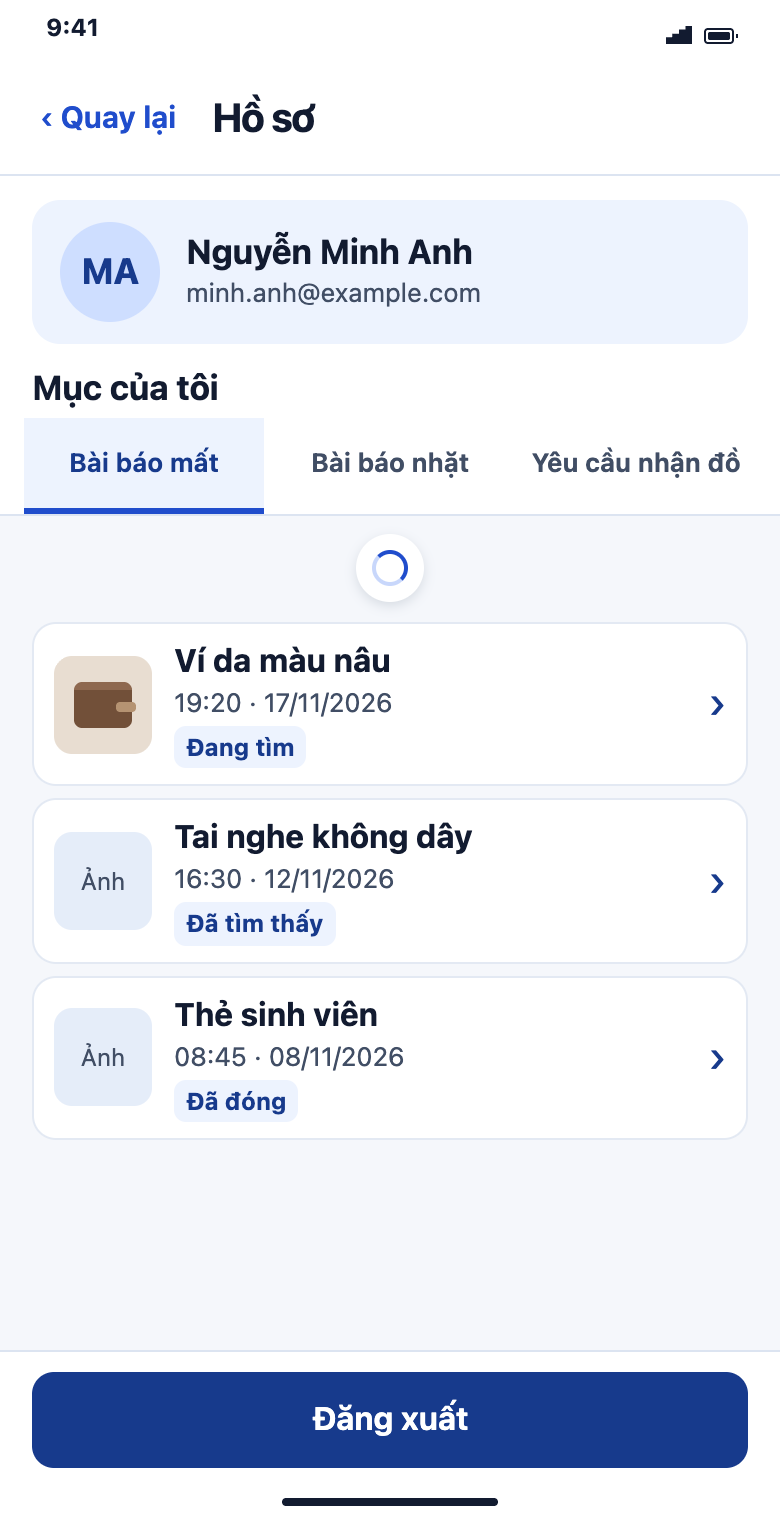 9:41
‹ Quay lại Hồ sơ
MA
Nguyễn Minh Anh
minh.anh@example.com
Mục của tôi
Bài báo mất Bài báo nhặt Yêu cầu nhận đồ
Ví da màu nâu
19:20 · 17/11/2026
Đang tìm
Ảnh
Tai nghe không dây
16:30 · 12/11/2026
Đã tìm thấy
Ảnh
Thẻ sinh viên
08:45 · 08/11/2026
Đã đóng
Đăng xuất